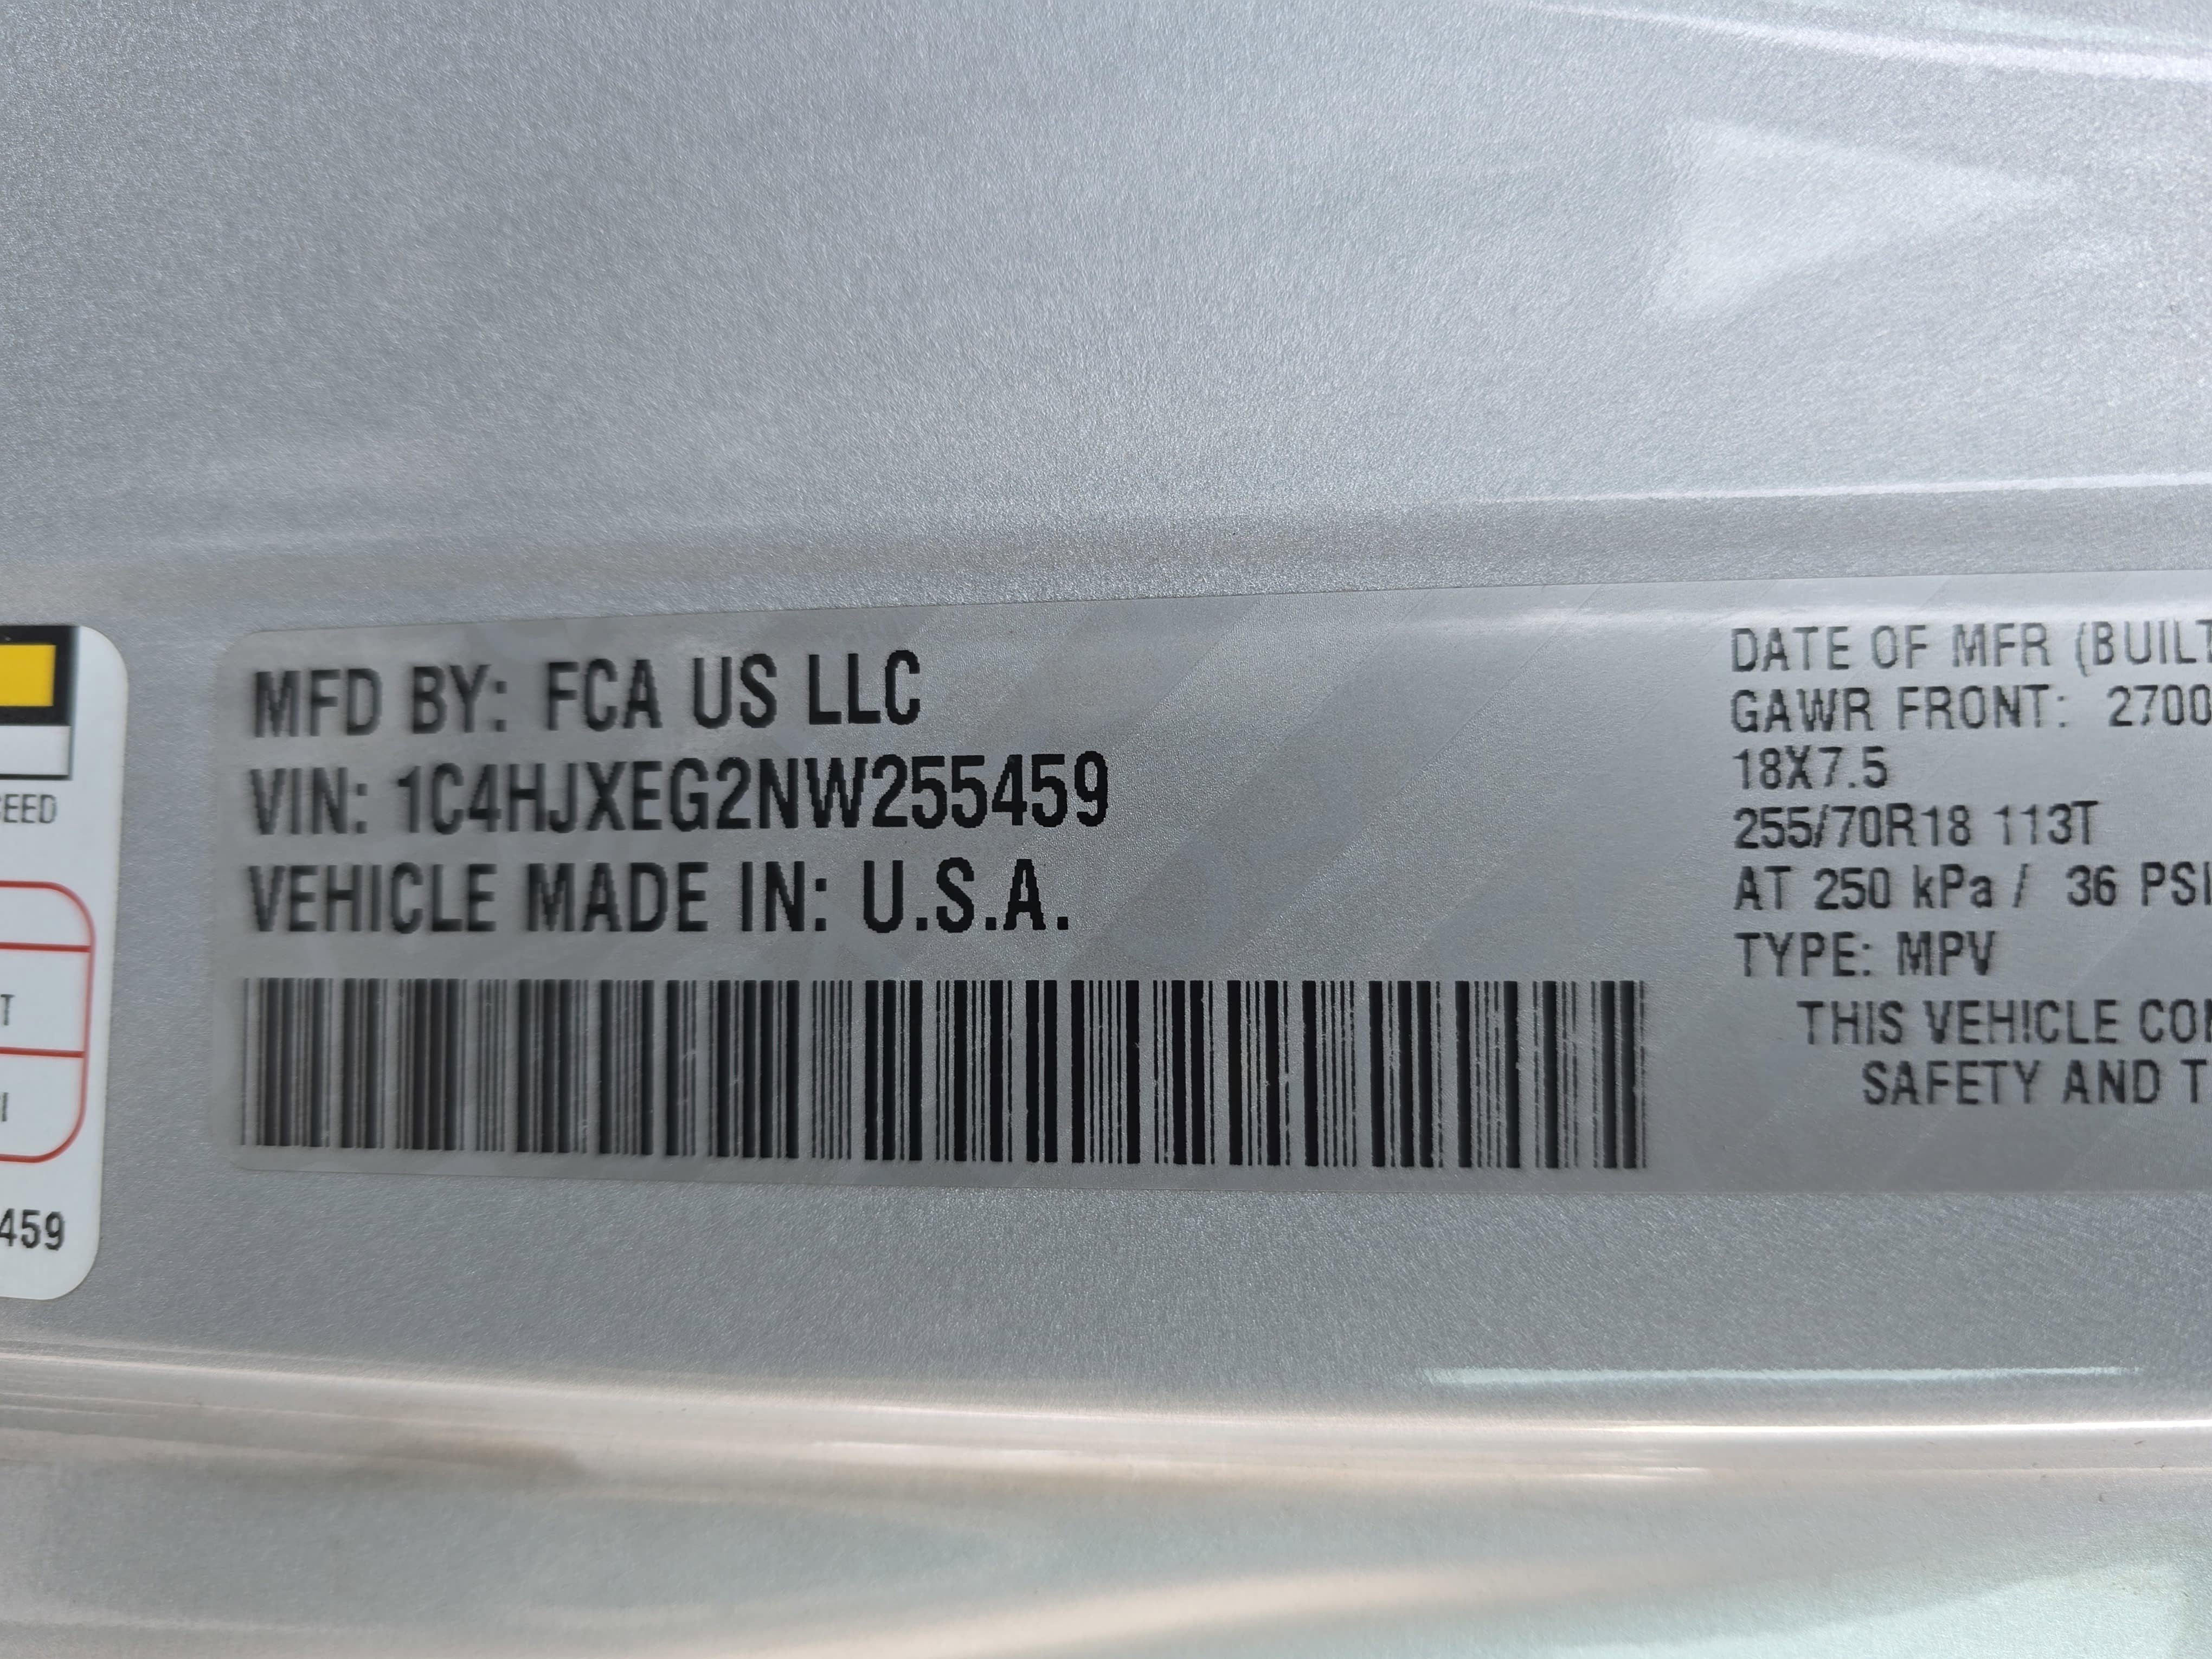 MFD BY: FCA US LLC
VIN: 1C4HJXEG2NW255459
VEHICLE MADE IN: U.S.A.
DATE OF MFR (BUILT
GAWR FRONT: 2700
18X7.5
255/70R18 113T
AT 250 kPa / 36 PSI
TYPE: MPV
THIS VEHICLE CO
SAFETY AND T
EED
T
I
459